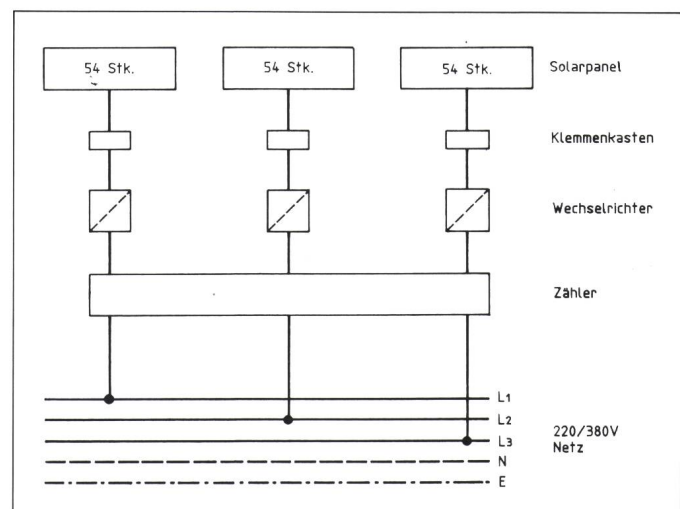 54 Stk. 54 Stk. 54 Stk. Solarpanel
Klemmenkasten
Wechselrichter
Zähler
L1
L2
L3
N
E
220/380V
Netz